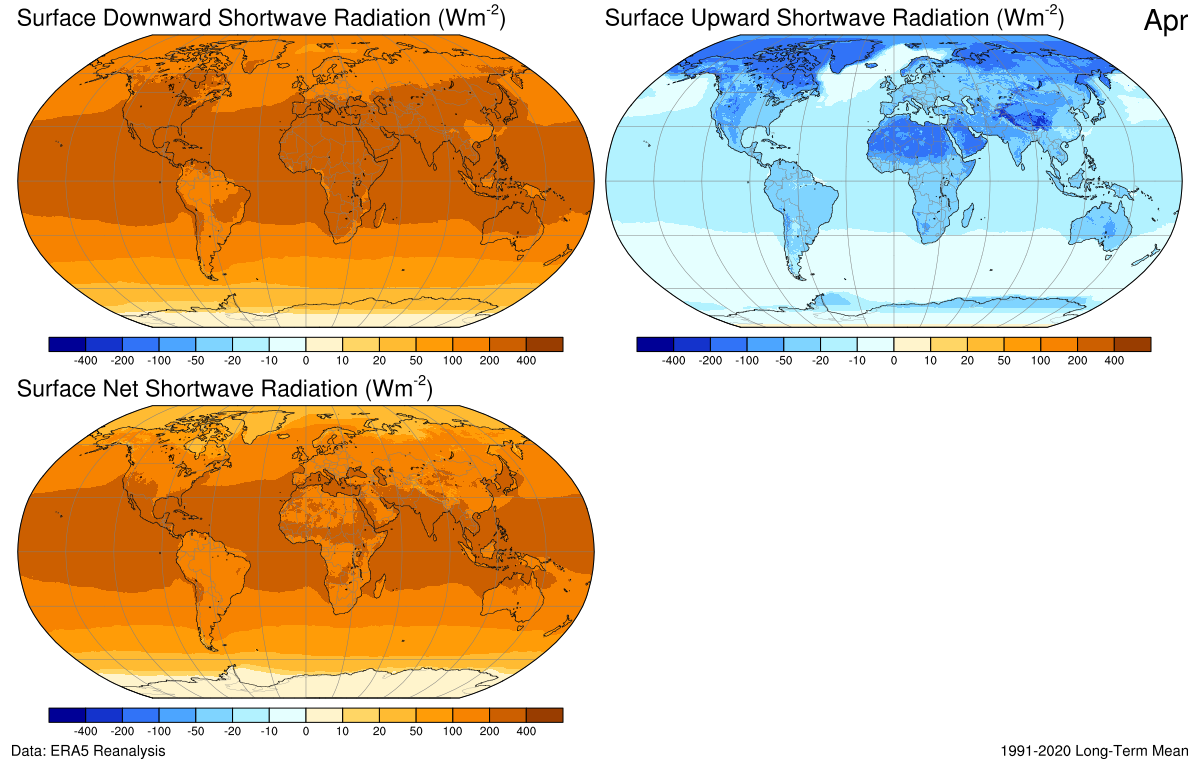 Surface Downward Shortwave Radiation (Wm-2)
Surface Upward Shortwave Radiation (Wm-2)
Apr
-400 -200 -100 -50 -20 -10 0 10 20 50 100 200 400
-400 -200 -100 -50 -20 -10 0 10 20 50 100 200 400
Surface Net Shortwave Radiation (Wm-2)
-400 -200 -100 -50 -20 -10 0 10 20 50 100 200 400
Data: ERA5 Reanalysis
1991-2020 Long-Term Mean